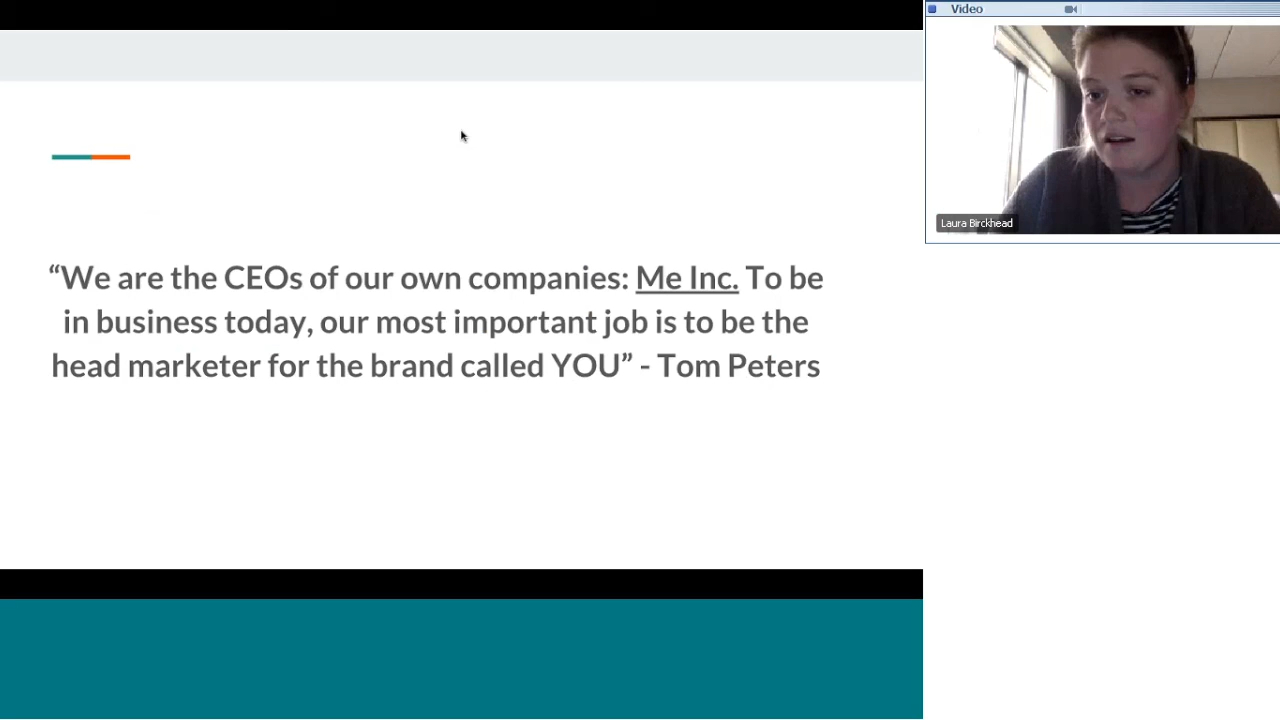 Video
Laura Birckhead
“We are the CEOs of our own companies: Me Inc. To be
in business today, our most important job is to be the
head marketer for the brand called YOU” - Tom Peters